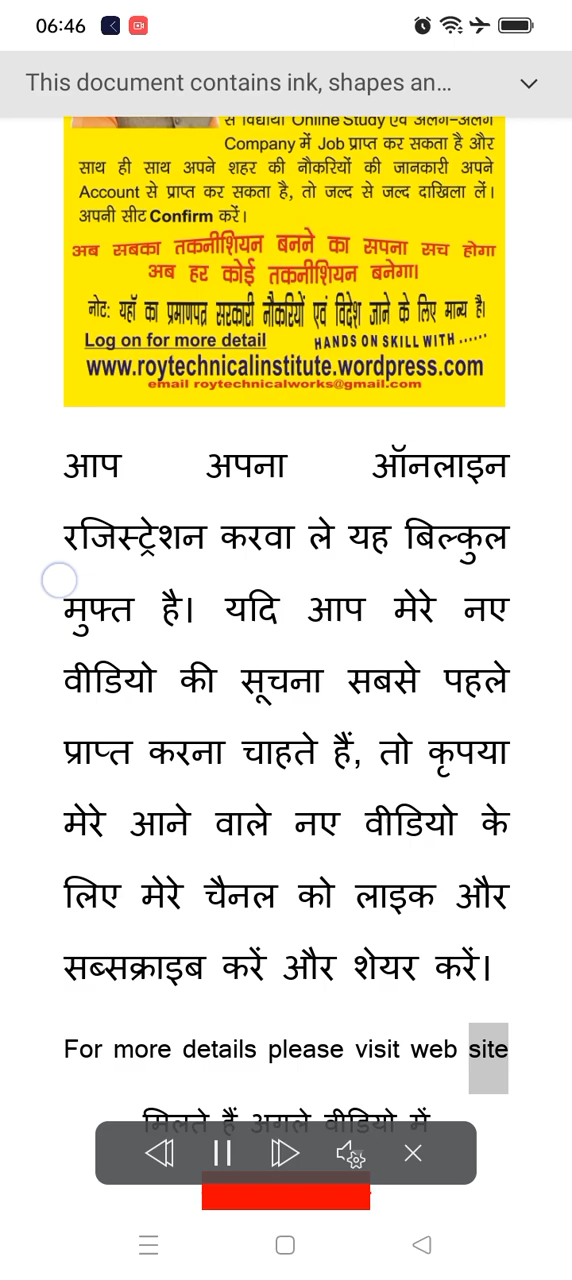 06:46
This document contains ink, shapes an...
से विद्यार्थी Online Study एवं अलग-अलग
Company में Job प्राप्त कर सकता है और
साथ ही साथ अपने शहर की नौकरियों की जानकारी अपने
Account से प्राप्त कर सकता है, तो जल्द से जल्द दाखिला लें।
अपनी सीट Confirm करें।
अब सबका तकनीशियन बनने का सपना सच होगा
अब हर कोई तकनीशियन बनेगा।
नोट: यहाँ का प्रमाणपत्र सरकारी नौकरियों एवं विदेश जाने के लिए मान्य है।
Log on for more detail HANDS ON SKILL WITH ......
www.roytechnicalinstitute.wordpress.com
email roytechnicalworks@gmail.com
आप अपना ऑनलाइन
रजिस्ट्रेशन करवा ले यह बिल्कुल
मुफ्त है। यदि आप मेरे नए
वीडियो की सूचना सबसे पहले
प्राप्त करना चाहते हैं, तो कृपया
मेरे आने वाले नए वीडियो के
लिए मेरे चैनल को लाइक और
सब्सक्राइब करें और शेयर करें।
For more details please visit web site
मिलते हैं अगले वीडियो में